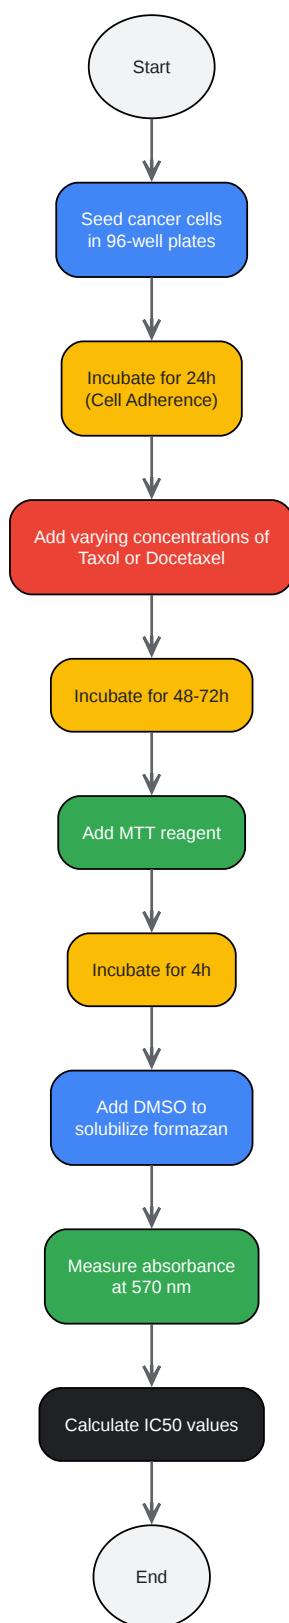 Start
Seed cancer cells
in 96-well plates
Incubate for 24h
(Cell Adherence)
Add varying concentrations of
Taxol or Docetaxel
Incubate for 48-72h
Add MTT reagent
Incubate for 4h
Add DMSO to
solubilize formazan
Measure absorbance
at 570 nm
Calculate IC50 values
End